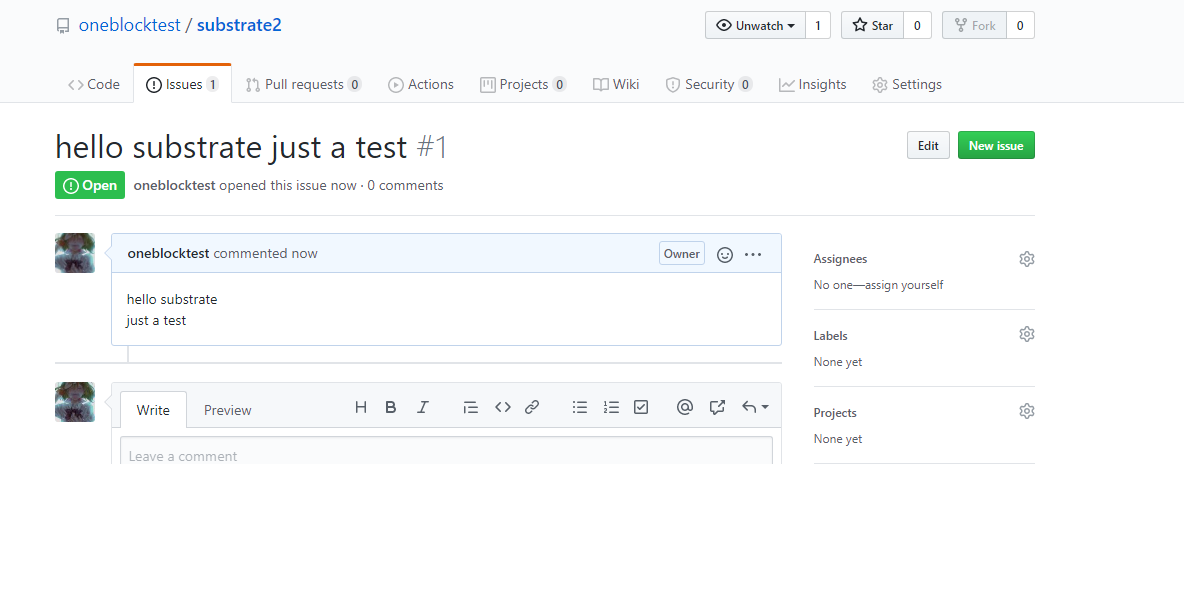 oneblocktest / substrate2
Unwatch 1 Star 0 Fork 0
Code Issues 1 Pull requests 0 Actions Projects 0 Wiki Security 0 Insights Settings
hello substrate just a test #1
Edit New issue
Open oneblocktest opened this issue now · 0 comments
oneblocktest commented now Owner
hello substrate
just a test
Write Preview
Leave a comment
Assignees
No one—assign yourself
Labels
None yet
Projects
None yet